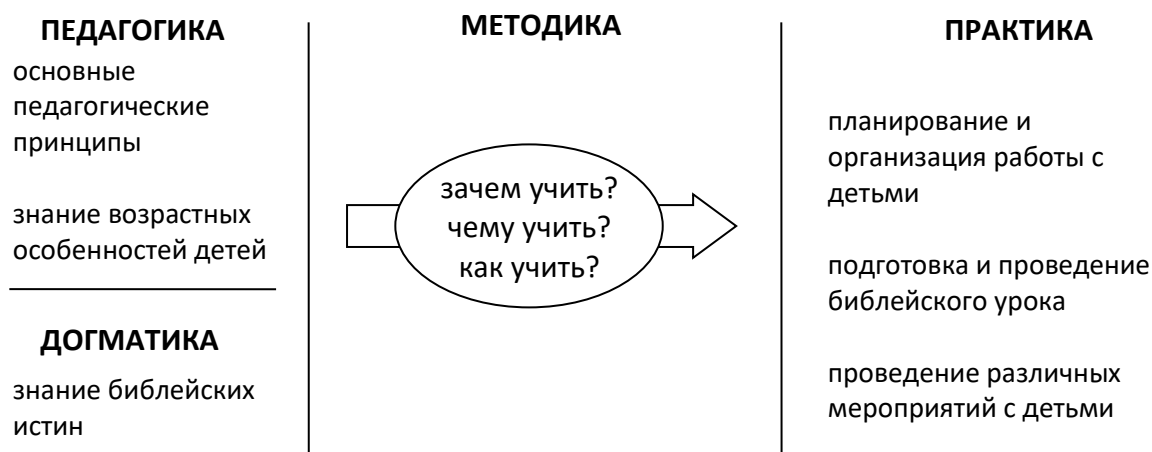 ПЕДАГОГИКА
основные
педагогические
принципы
знание возрастных
особенностей детей
ДОГМАТИКА
знание библейских
истин
МЕТОДИКА
зачем учить?
чему учить?
как учить?
ПРАКТИКА
планирование и
организация работы с
детьми
подготовка и проведение
библейского урока
проведение различных
мероприятий с детьми